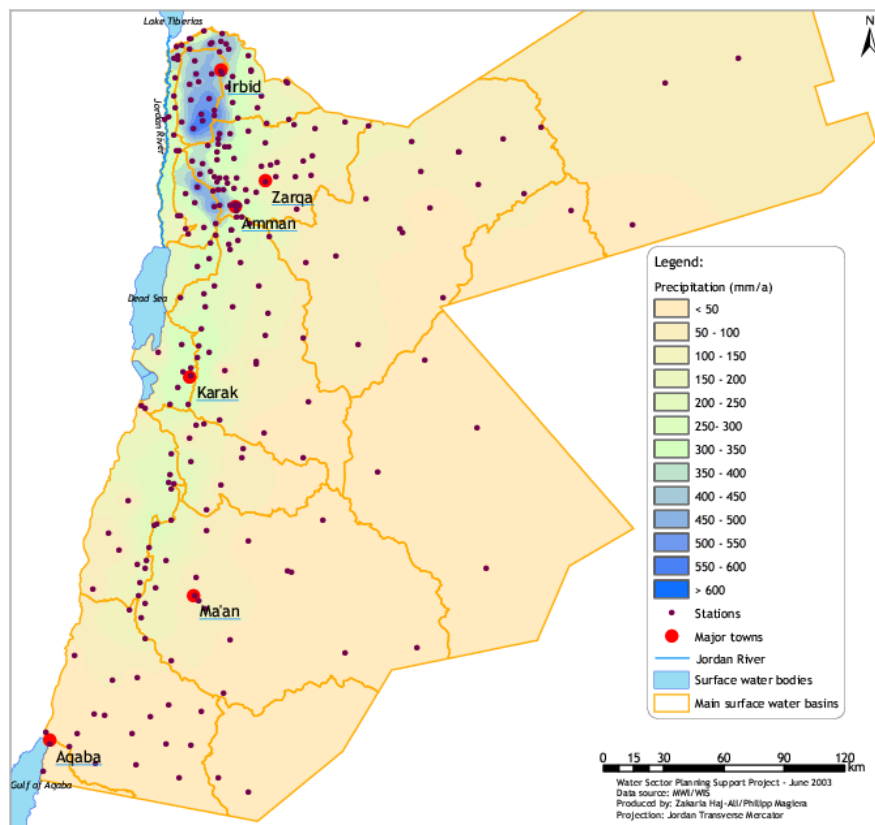 Lake Tiberias
N
Irbid
Jordan River
Zarqa
Amman
Dead Sea
Karak
Ma'an
Aqaba
Gulf of Aqaba
Legend:
Precipitation (mm/a)
< 50
50 - 100
100 - 150
150 - 200
200 - 250
250- 300
300 - 350
350 - 400
400 - 450
450 - 500
500 - 550
550 - 600
> 600
Stations
Major towns
Jordan River
Surface water bodies
Main surface water basins
0 15 30 60 90 120
km
Water Sector Planning Support Project - June 2003
Data source: MWI/WIS
Produced by: Zakaria Haj-Ali/Philipp Magiera
Projection: Jordan Transverse Mercator